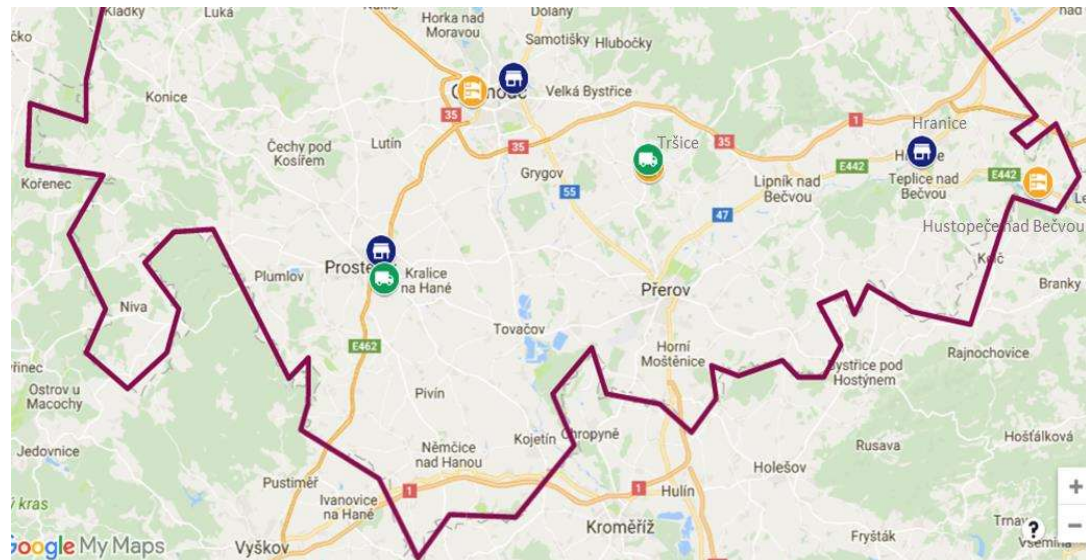 Kladky
Luká
Náklo
Horka nad
Moravou
Dolany
Samotišky
Hlubočky
nad
Konice
Velká Bystřice
35
1
Čechy pod
Kosířem
Lutín
35
Grygov
Tršice
35
Hranice
Kořenec
55
Lipník nad
Bečvou
E442
Teplice nad
Bečvou
E442
47
Hustopeče nad Bečvou
Kelč
Plumlov
Kralice
na Hané
Přerov
Branky
Niva
Tovačov
E462
Horní
Moštěnice
Rajnochovice
Ostrov u
Macochy
Bystřice pod
Hostýnem
Pivín
Jedovnice
Němčice
nad Hanou
Kojetín
Chropyně
Rusava
Hošťálková
Holešov
Pustiměř
Ivanovice
na Hané
1
1
Hulín
Kroměříž
Vyškov
Fryšták
ý kras
Google My Maps
+
?
−